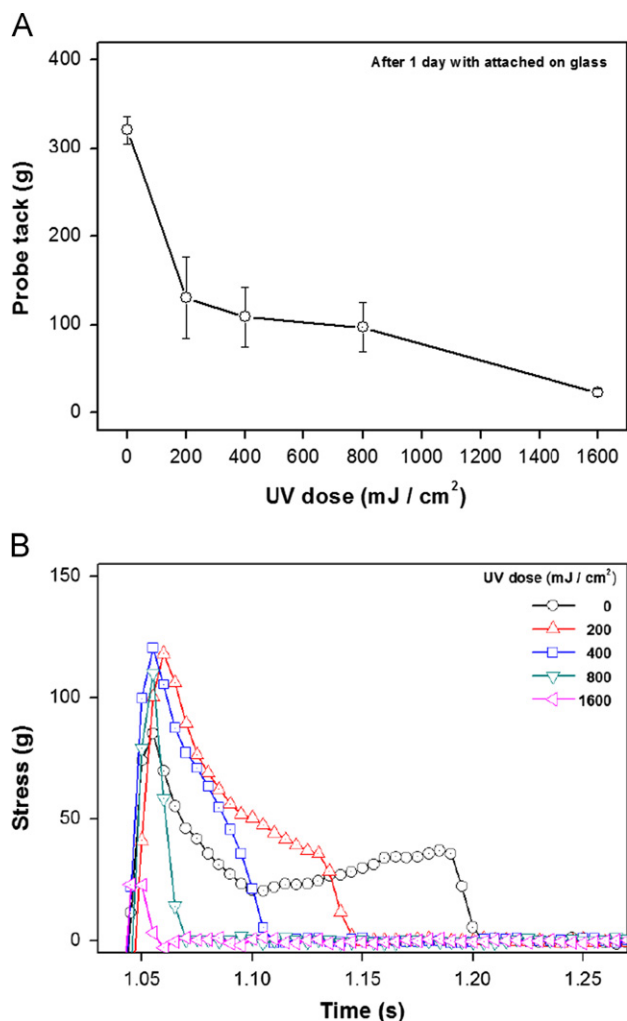 A
400
After 1 day with attached on glass
300
200
100
0
Probe tack (g)
0 200 400 600 800 1000 1200 1400 1600
UV dose (mJ / cm²)
B
150
UV dose (mJ / cm²)
0
200
400
800
1600
100
50
0
Stress (g)
1.05 1.10 1.15 1.20 1.25
Time (s)